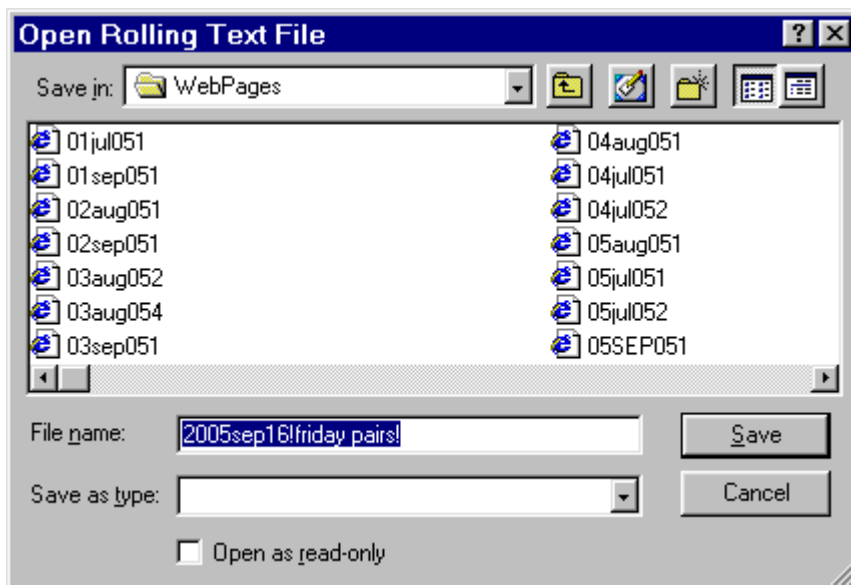 Open Rolling Text File
Save in: WebPages
01jul051
01sep051
02aug051
02sep051
03aug052
03aug054
03sep051
04aug051
04jul051
04jul052
05aug051
05jul051
05jul052
05SEP051
File name: 2005sep16!friday pairs!
Save
Save as type:
Cancel
Open as read-only